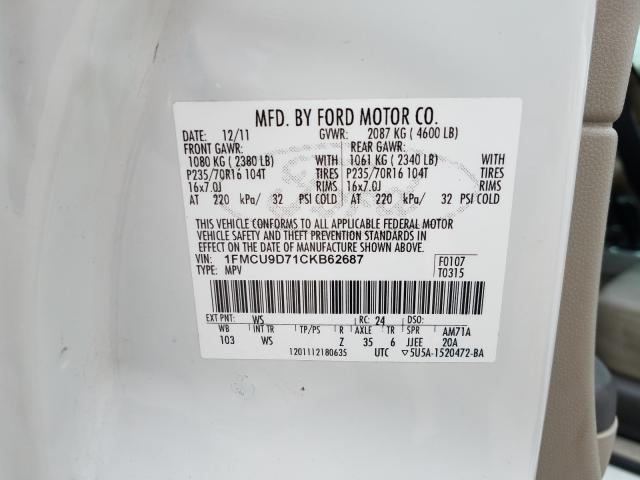 MFD. BY FORD MOTOR CO.
DATE: 12/11 GVWR: 2087 KG ( 4600 LB)
FRONT GAWR: REAR GAWR:
1080 KG ( 2380 LB) WITH 1061 KG ( 2340 LB) WITH
P235/70R16 104T TIRES P235/70R16 104T TIRES
16x7.0J RIMS 16x7.0J RIMS
AT 220 kPa/ 32 PSI COLD AT 220 kPa/ 32 PSI COLD
THIS VEHICLE CONFORMS TO ALL APPLICABLE FEDERAL MOTOR
VEHICLE SAFETY AND THEFT PREVENTION STANDARDS IN
EFFECT ON THE DATE OF MANUFACTURE SHOWN ABOVE.
VIN: 1FMCU9D71CKB62687 F0107
TYPE: MPV T0315
EXT PNT: WS RC: 24 DSO:
WB INT TR TP/PS R AXLE TR SPR AM71A
103 WS Z 35 6 JJEE 20A
1201112180635 UTC ▽5U5A-1520472-BA